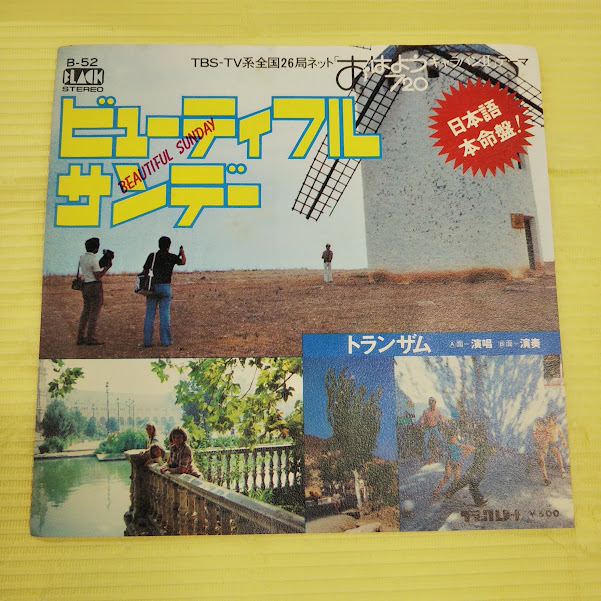 B-52
BLACK
STEREO
TBS-TV系全国26局ネット「おはよう720キャラバンⅡ」テーマ
ビューティフル
BEAUTIFUL SUNDAY
サンデー
日本語
本命盤!
トランザム A面-演唱 B面-演奏
¥500